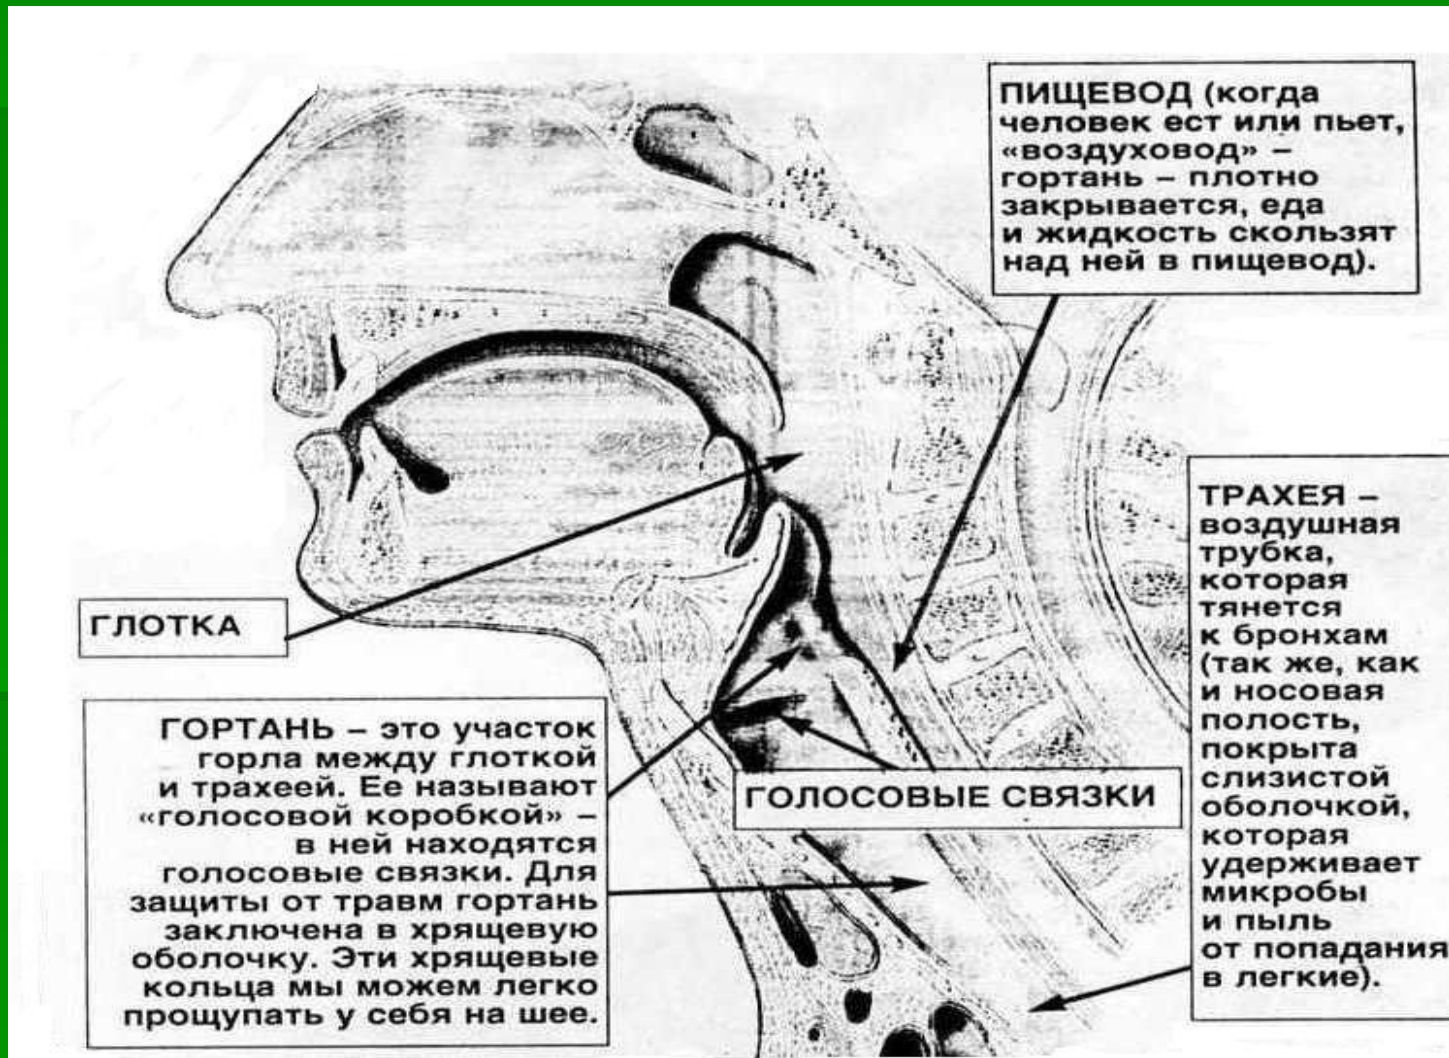 ПИЩЕВОД (когда
человек ест или пьет,
«воздуховод» –
гортань – плотно
закрывается, еда
и жидкость скользят
над ней в пищевод).
ГЛОТКА
ГОРТАНЬ – это участок
горла между глоткой
и трахеей. Ее называют
«голосовой коробкой» –
в ней находятся
голосовые связки. Для
защиты от травм гортань
заключена в хрящевую
оболочку. Эти хрящевые
кольца мы можем легко
прощупать у себя на шее.
ГОЛОСОВЫЕ СВЯЗКИ
ТРАХЕЯ –
воздушная
трубка,
которая
тянется
к бронхам
(так же, как
и носовая
полость,
покрыта
слизистой
оболочкой,
которая
удерживает
микробы
и пыль
от попадания
в легкие).